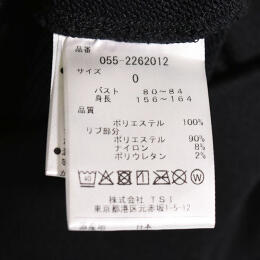 品番
055-2262012
サイズ
0
バスト 80～84
身長 156～164
品質
ポリエステル 100%
リブ部分
ポリエステル 90%
ナイロン 8%
ポリウレタン 2%
株式会社 TSI
東京都港区元赤坂1-5-12